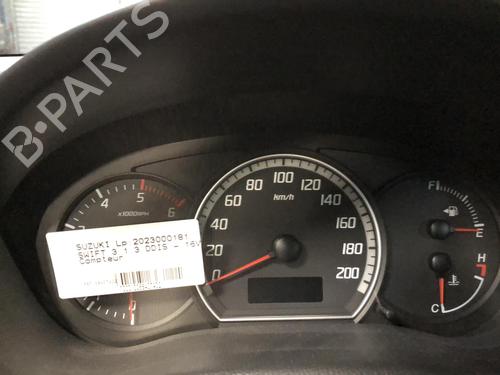 B-PARTS
SUZUKI Lp 2023000181
SWIFT 3 1.3 DDIS - 16V
Compteur
4 5 6
x1000RPM
0 20 40 60 80 100 120 140 160 180 200
km/h
F
E
H
C